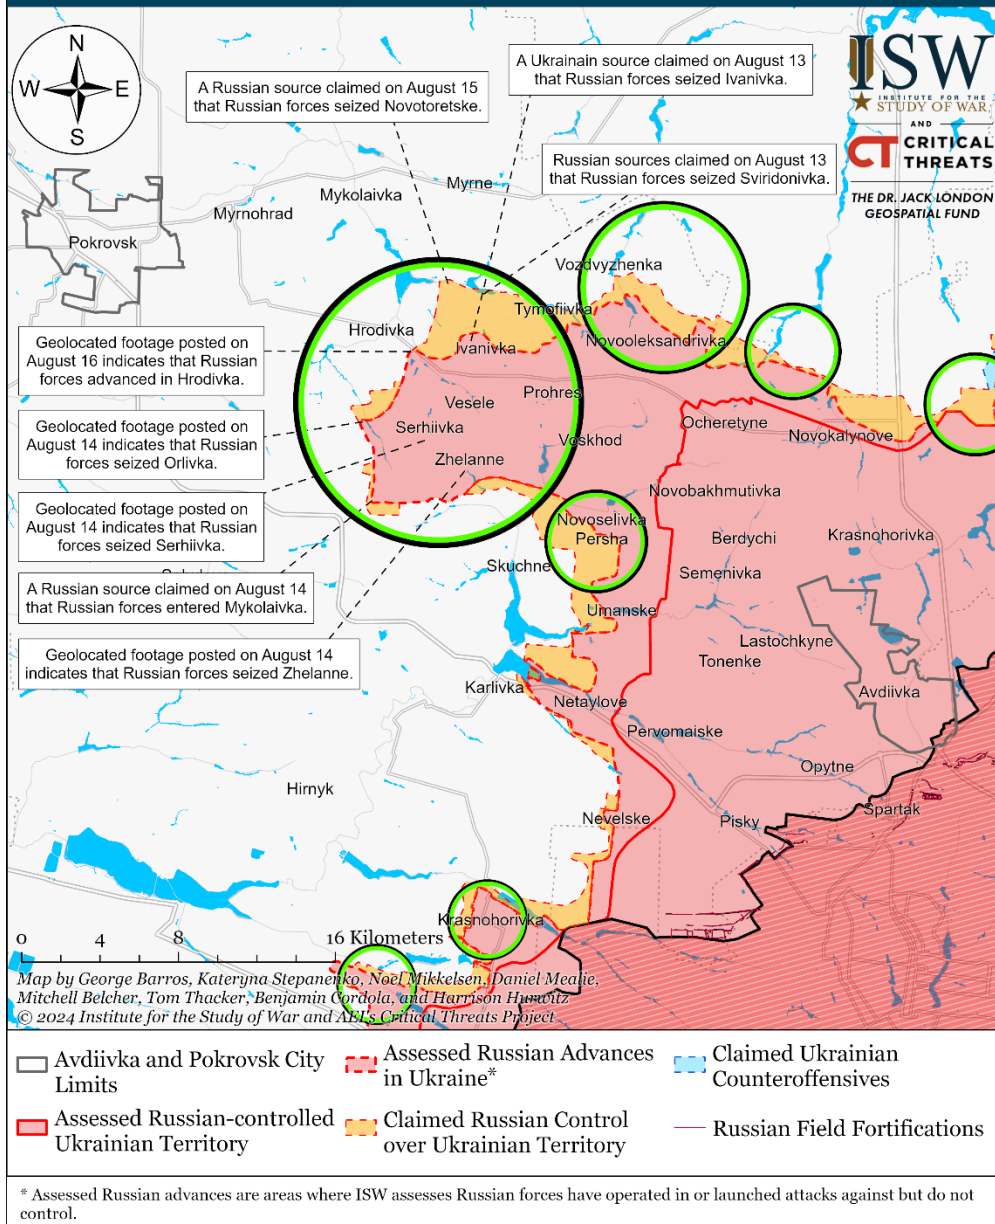 N
W E
S
A Russian source claimed on August 15
that Russian forces seized Novotoretske.
A Ukrainain source claimed on August 13
that Russian forces seized Ivanivka.
Russian sources claimed on August 13
that Russian forces seized Sviridonivka.
ISW
INSTITUTE FOR THE
STUDY OF WAR
AND
CT CRITICAL
THREATS
THE DR. JACK LONDON
GEOSPATIAL FUND
Myrne
Mykolaivka
Myrnohrad
Pokrovsk
Vozdvyzhenka
Tymofiivka
Hrodivka
Ivanivka
Novooleksandrivka
Geolocated footage posted on
August 16 indicates that Russian
forces advanced in Hrodivka.
Prohres
Vesele
Serhiivka
Ocheretyne
Novokalynove
Voskhod
Zhelanne
Geolocated footage posted on
August 14 indicates that Russian
forces seized Orlivka.
Novobakhmutivka
Novoselivka
Persha
Berdychi
Krasnohorivka
Geolocated footage posted on
August 14 indicates that Russian
forces seized Serhiivka.
Skuchne
Semenivka
A Russian source claimed on August 14
that Russian forces entered Mykolaivka.
Umanske
Lastochkyne
Tonenke
Geolocated footage posted on August 14
indicates that Russian forces seized Zhelanne.
Karlivka
Netaylove
Avdiivka
Pervomaiske
Opytne
Hirnyk
Nevelske
Pisky
Spartak
Krasnohorivka
0 4 8 16 Kilometers
Map by George Barros, Kateryna Stepanenko, Noel Mikkelsen, Daniel Mealie,
Mitchell Belcher, Tom Thacker, Benjamin Cordola, and Harrison Hurwitz
© 2024 Institute for the Study of War and AEI's Critical Threats Project
Avdiivka and Pokrovsk City
Limits
Assessed Russian Advances
in Ukraine*
Claimed Ukrainian
Counteroffensives
Assessed Russian-controlled
Ukrainian Territory
Claimed Russian Control
over Ukrainian Territory
Russian Field Fortifications
* Assessed Russian advances are areas where ISW assesses Russian forces have operated in or launched attacks against but do not
control.